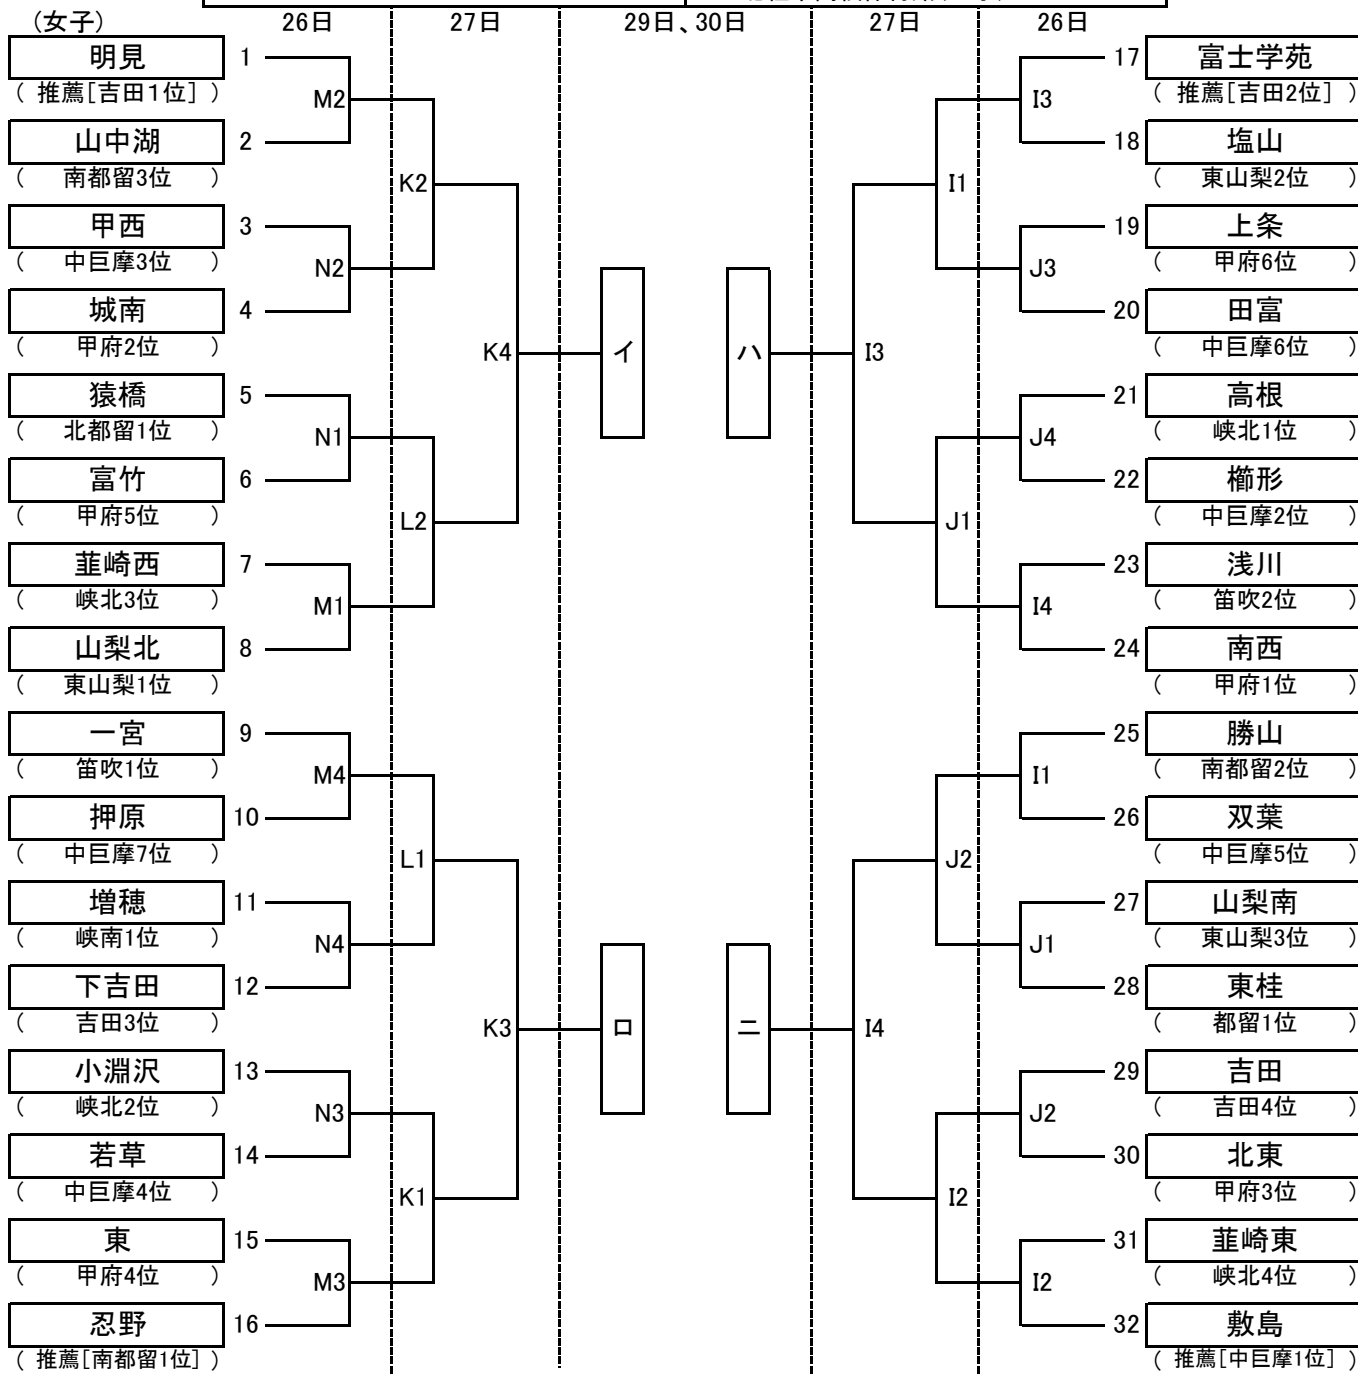 (女子) 26日 27日 29日、30日 27日 26日
明見 1
( 推薦[吉田1位] )
M2
山中湖 2
( 南都留3位 )
K2
甲西 3
( 中巨摩3位 )
N2
城南 4
( 甲府2位 )
K4
イ
猿橋 5
( 北都留1位 )
N1
富竹 6
( 甲府5位 )
L2
韮崎西 7
( 峡北3位 )
M1
山梨北 8
( 東山梨1位 )
一宮 9
( 笛吹1位 )
M4
押原 10
( 中巨摩7位 )
L1
増穂 11
( 峡南1位 )
N4
下吉田 12
( 吉田3位 )
K3
ロ
小淵沢 13
( 峡北2位 )
N3
若草 14
( 中巨摩4位 )
K1
東 15
( 甲府4位 )
M3
忍野 16
( 推薦[南都留1位] )
17 富士学苑
( 推薦[吉田2位] )
I3
18 塩山
( 東山梨2位 )
I1
19 上条
( 甲府6位 )
J3
20 田富
( 中巨摩6位 )
ハ
I3
21 高根
( 峡北1位 )
J4
22 櫛形
( 中巨摩2位 )
J1
23 浅川
( 笛吹2位 )
I4
24 南西
( 甲府1位 )
25 勝山
( 南都留2位 )
I1
26 双葉
( 中巨摩5位 )
J2
27 山梨南
( 東山梨3位 )
J1
28 東桂
( 都留1位 )
ニ
I4
29 吉田
( 吉田4位 )
J2
30 北東
( 甲府3位 )
I2
31 韮崎東
( 峡北4位 )
I2
32 敷島
( 推薦[中巨摩1位] )